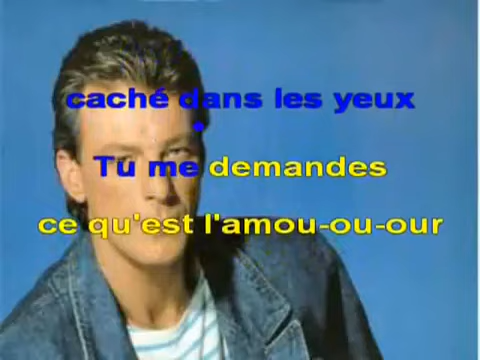 caché dans les yeux
Tu me demandes
ce qu'est l'amou-ou-our